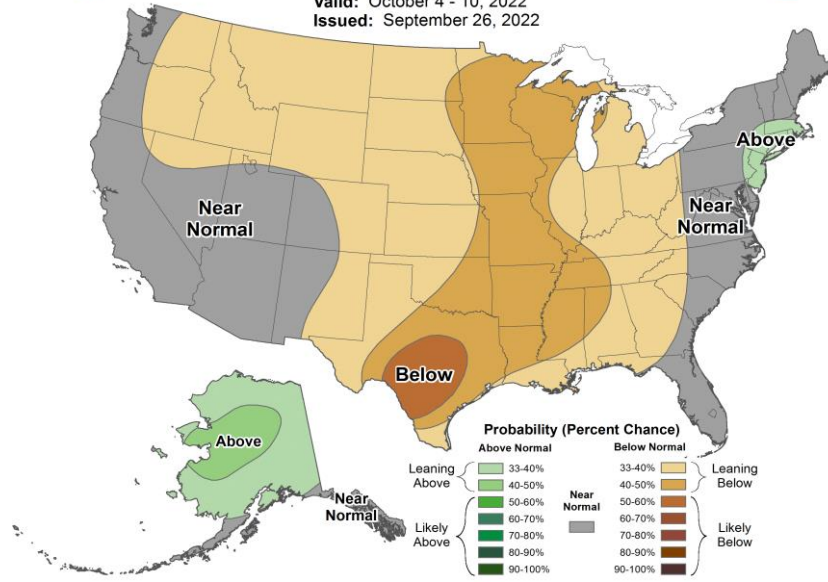 Valid: October 4 - 10, 2022
Issued: September 26, 2022
Above
Near
Normal
Near
Normal
Below
Above
Near
Normal
Probability (Percent Chance)
Above Normal
Below Normal
Leaning
Above
33-40%
40-50%
Likely
Above
50-60%
60-70%
70-80%
80-90%
90-100%
Near
Normal
33-40%
40-50%
Leaning
Below
50-60%
60-70%
70-80%
80-90%
90-100%
Likely
Below